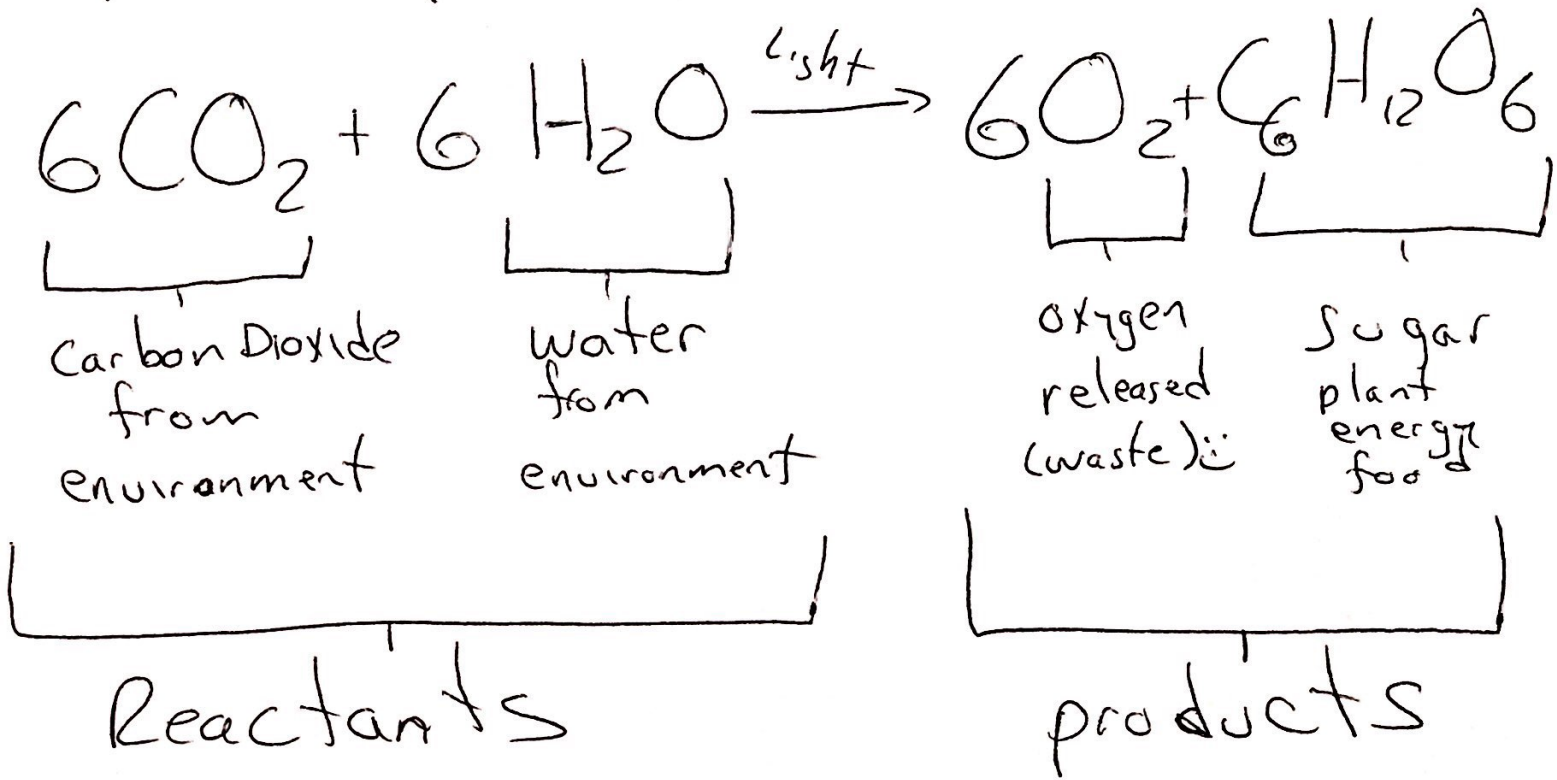 6CO₂ + 6 H₂O light → 6O₂ + C₆H₁₂O₆
Carbon Dioxide
from
environment
water
from
environment
oxygen
released
(waste) :)
Sugar
plant
energy
food
Reactants
products